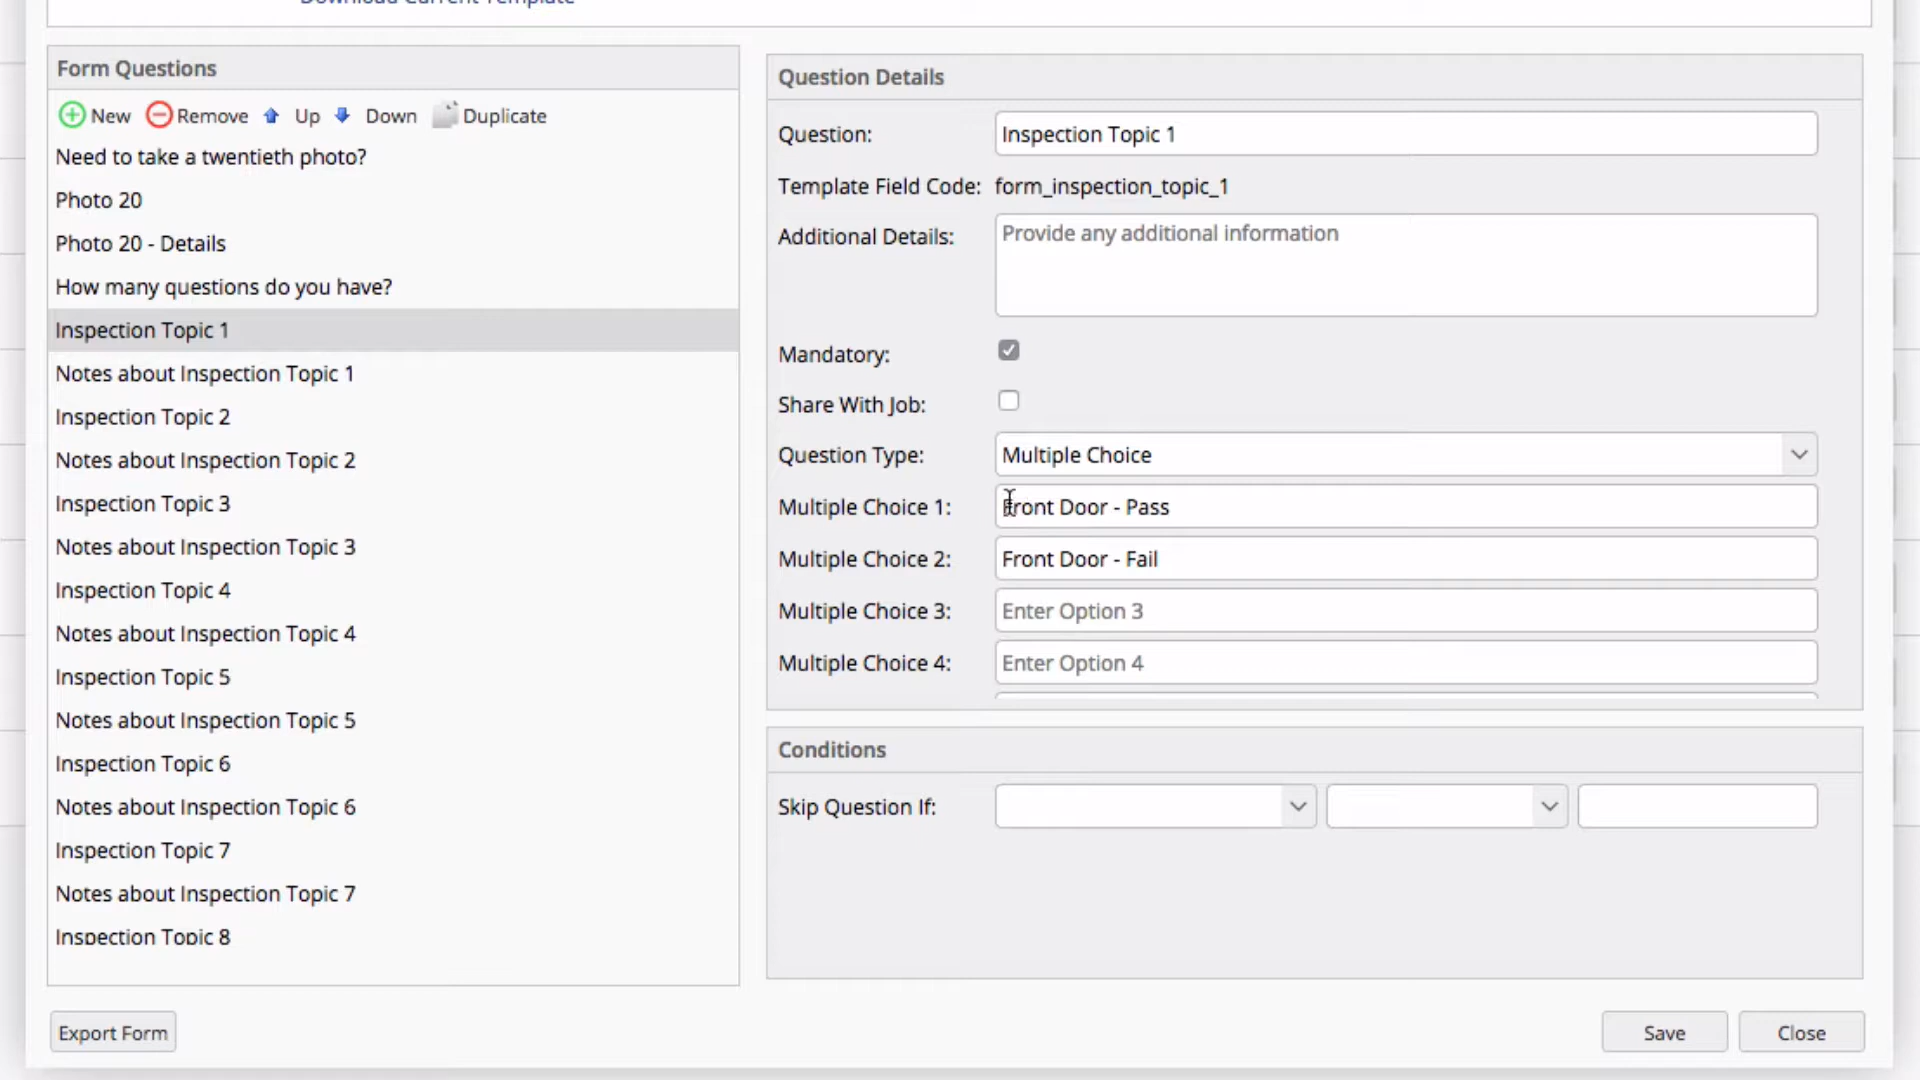 Download Current Template
Form Questions
New Remove Up Down Duplicate
Need to take a twentieth photo?
Photo 20
Photo 20 - Details
How many questions do you have?
Inspection Topic 1
Notes about Inspection Topic 1
Inspection Topic 2
Notes about Inspection Topic 2
Inspection Topic 3
Notes about Inspection Topic 3
Inspection Topic 4
Notes about Inspection Topic 4
Inspection Topic 5
Notes about Inspection Topic 5
Inspection Topic 6
Notes about Inspection Topic 6
Inspection Topic 7
Notes about Inspection Topic 7
Inspection Topic 8
Question Details
Question: Inspection Topic 1
Template Field Code: form_inspection_topic_1
Additional Details: Provide any additional information
Mandatory:
Share With Job:
Question Type: Multiple Choice
Multiple Choice 1: Front Door - Pass
Multiple Choice 2: Front Door - Fail
Multiple Choice 3: Enter Option 3
Multiple Choice 4: Enter Option 4
Conditions
Skip Question If:
Export Form
Save
Close